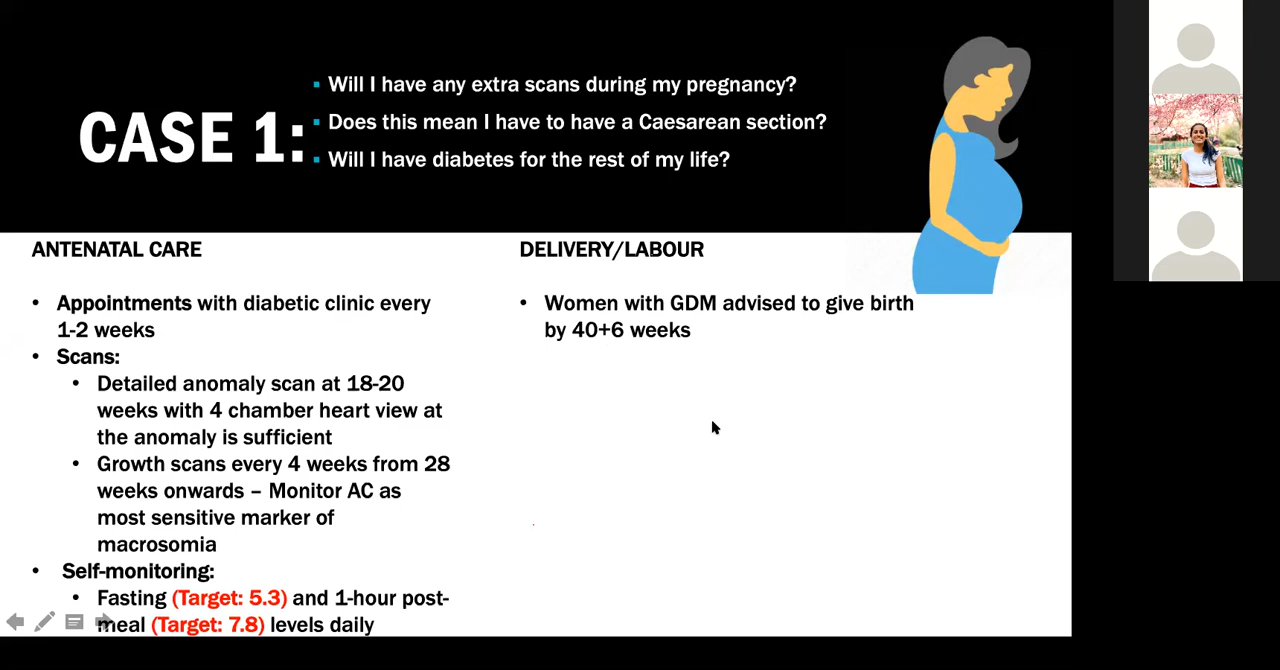 CASE 1:
▪ Will I have any extra scans during my pregnancy?
▪ Does this mean I have to have a Caesarean section?
▪ Will I have diabetes for the rest of my life?
ANTENATAL CARE
• Appointments with diabetic clinic every
1-2 weeks
• Scans:
• Detailed anomaly scan at 18-20
weeks with 4 chamber heart view at
the anomaly is sufficient
• Growth scans every 4 weeks from 28
weeks onwards – Monitor AC as
most sensitive marker of
macrosomia
• Self-monitoring:
• Fasting (Target: 5.3) and 1-hour post-
meal (Target: 7.8) levels daily
DELIVERY/LABOUR
• Women with GDM advised to give birth
by 40+6 weeks